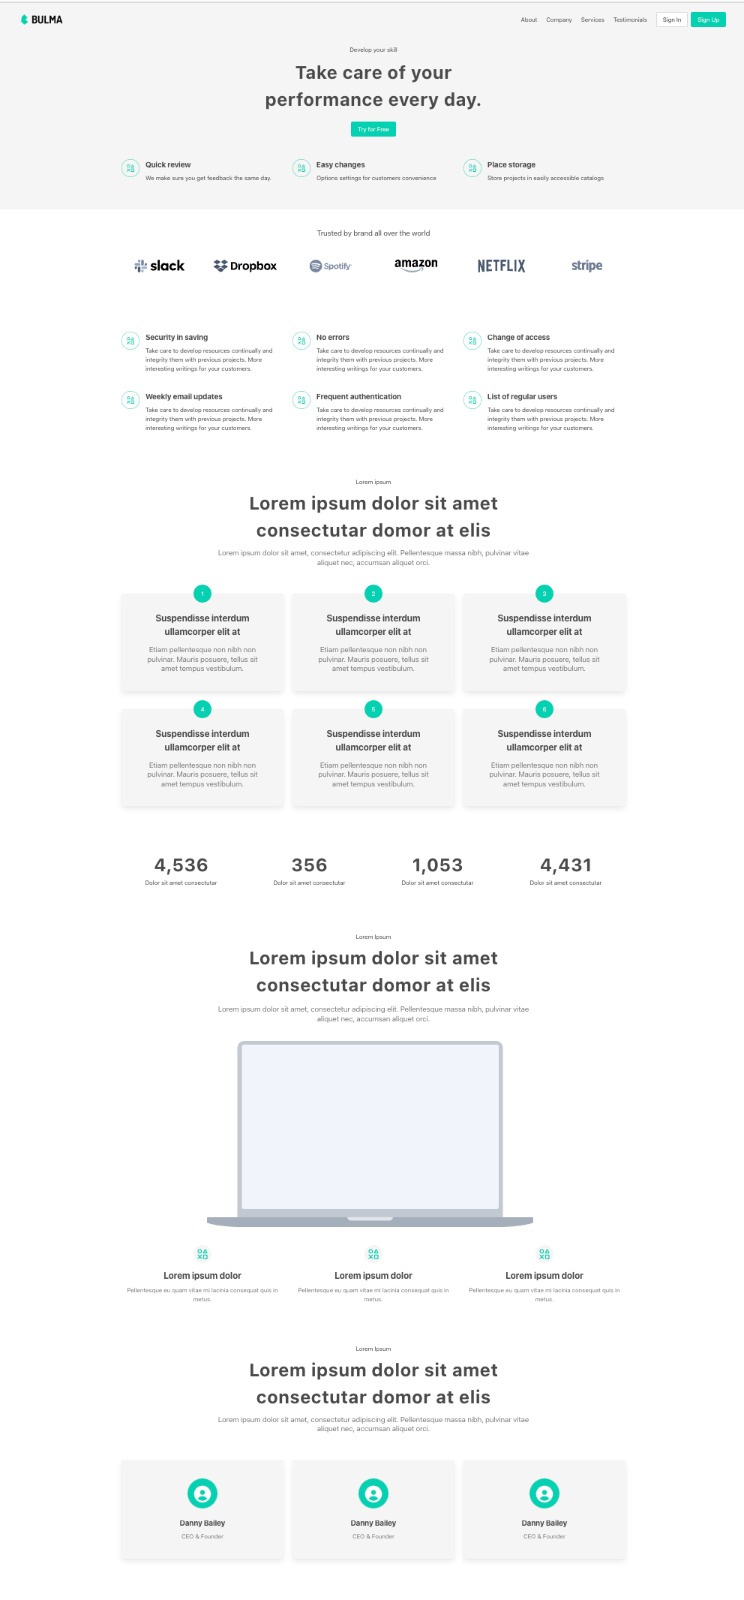 BULMA
About Company Services Testimonials Sign In Sign Up
Develop your skill
Take care of your
performance every day.
Try for Free
Quick review
We make sure you get feedback the same day.
Easy changes
Options settings for customers convenience
Place storage
Store projects in easily accessible catalogs
Trusted by brand all over the world
slack Dropbox Spotify amazon NETFLIX stripe
Security in saving
Take care to develop resources continually and
integrity them with previous projects. More
interesting writings for your customers.
No errors
Take care to develop resources continually and
integrity them with previous projects. More
interesting writings for your customers.
Change of access
Take care to develop resources continually and
integrity them with previous projects. More
interesting writings for your customers.
Weekly email updates
Take care to develop resources continually and
integrity them with previous projects. More
interesting writings for your customers.
Frequent authentication
Take care to develop resources continually and
integrity them with previous projects. More
interesting writings for your customers.
List of regular users
Take care to develop resources continually and
integrity them with previous projects. More
interesting writings for your customers.
Lorem ipsum
Lorem ipsum dolor sit amet
consectutar domor at elis
Lorem ipsum dolor sit amet, consectetur adipiscing elit. Pellentesque massa nibh, pulvinar vitae
aliquet nec, accumsan aliquet orci.
1
Suspendisse interdum
ullamcorper elit at
Etiam pellentesque non nibh non
pulvinar. Mauris posuere, tellus sit
amet tempus vestibulum.
2
Suspendisse interdum
ullamcorper elit at
Etiam pellentesque non nibh non
pulvinar. Mauris posuere, tellus sit
amet tempus vestibulum.
3
Suspendisse interdum
ullamcorper elit at
Etiam pellentesque non nibh non
pulvinar. Mauris posuere, tellus sit
amet tempus vestibulum.
4
Suspendisse interdum
ullamcorper elit at
Etiam pellentesque non nibh non
pulvinar. Mauris posuere, tellus sit
amet tempus vestibulum.
5
Suspendisse interdum
ullamcorper elit at
Etiam pellentesque non nibh non
pulvinar. Mauris posuere, tellus sit
amet tempus vestibulum.
6
Suspendisse interdum
ullamcorper elit at
Etiam pellentesque non nibh non
pulvinar. Mauris posuere, tellus sit
amet tempus vestibulum.
4,536
Dolor sit amet consectutar
356
Dolor sit amet consectutar
1,053
Dolor sit amet consectutar
4,431
Dolor sit amet consectutar
Lorem Ipsum
Lorem ipsum dolor sit amet
consectutar domor at elis
Lorem ipsum dolor sit amet, consectetur adipiscing elit. Pellentesque massa nibh, pulvinar vitae
aliquet nec, accumsan aliquet orci.
Lorem ipsum dolor
Pellentesque eu quam vitae mi lacinia consequat quis in
metus.
Lorem ipsum dolor
Pellentesque eu quam vitae mi lacinia consequat quis in
metus.
Lorem ipsum dolor
Pellentesque eu quam vitae mi lacinia consequat quis in
metus.
Lorem Ipsum
Lorem ipsum dolor sit amet
consectutar domor at elis
Lorem ipsum dolor sit amet, consectetur adipiscing elit. Pellentesque massa nibh, pulvinar vitae
aliquet nec, accumsan aliquet orci.
Danny Bailey
CEO & Founder
Danny Bailey
CEO & Founder
Danny Bailey
CEO & Founder